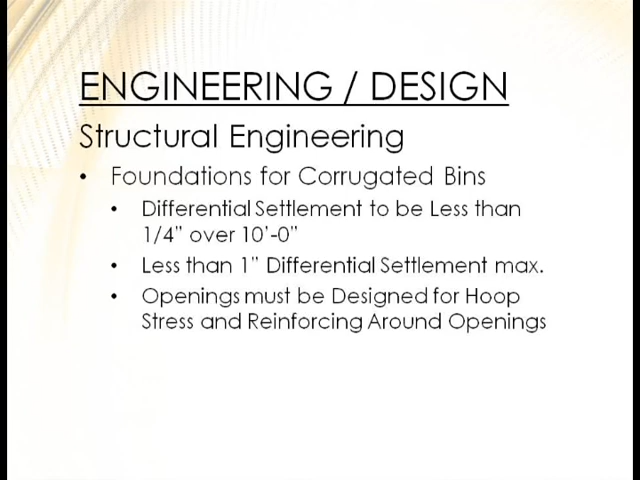 ENGINEERING / DESIGN
Structural Engineering
• Foundations for Corrugated Bins
• Differential Settlement to be Less than
1/4" over 10'-0"
• Less than 1" Differential Settlement max.
• Openings must be Designed for Hoop
Stress and Reinforcing Around Openings